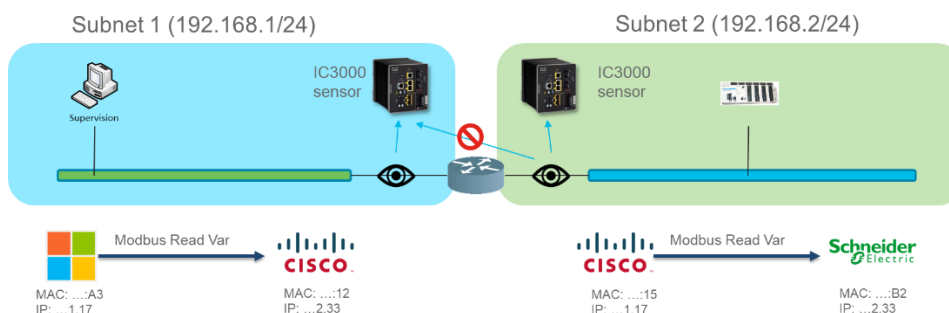 Subnet 1 (192.168.1/24)
Subnet 2 (192.168.2/24)
IC3000
sensor
Supervision
IC3000
sensor
Modbus Read Var
CISCO
MAC: ...:A3
IP: ...1.17
MAC: ...:12
IP: ...2.33
CISCO
Modbus Read Var
Schneider
Electric
MAC: ...:15
IP: ...1.17
MAC: ...:B2
IP: ...2.33